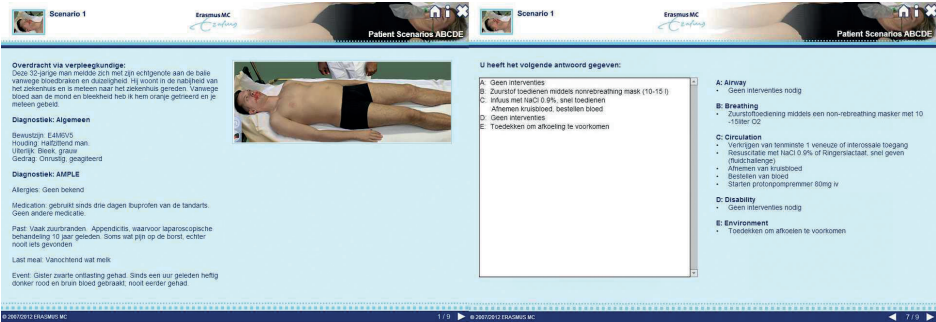 Scenario 1
Erasmus MC
Erasmus
Patient Scenarios ABCDE
Overdracht via verpleegkundige:
Deze 32-jarige man meldde zich met zijn echtgenote aan de balie
vanwege bloedbraken en duizeligheid. Hij woont in de nabijheid van
het ziekenhuis en is meteen naar het ziekenhuis gereden. Vanwege
bloed aan de mond en bleekheid heb ik hem oranje getrieerd en je
meteen gebeld.
Diagnostiek: Algemeen
Bewustzijn: E4M6V5
Houding: Halfzittend man.
Uiterlijk: Bleek, grauw
Gedrag: Onrustig, geagiteerd
Diagnostiek: AMPLE
Allergies: Geen bekend
Medication: gebruikt sinds drie dagen Ibuprofen van de tandarts.
Geen andere medicatie.
Past: Vaak zuurbranden. Appendicitis, waarvoor laparoscopische
behandeling 10 jaar geleden. Soms wat pijn op de borst, echter
nooit iets gevonden
Last meal: Vanochtend wat melk
Event: Gister zwarte ontlasting gehad. Sinds een uur geleden heftig
donker rood en bruin bloed gebraakt; nooit eerder gehad.
© 2007/2012 ERASMUS MC
1 / 9
Scenario 1
Erasmus MC
Erasmus
Patient Scenarios ABCDE
U heeft het volgende antwoord gegeven:
A: Geen interventies
B: Zuurstof toedienen middels nonrebreathing mask (10-15 l)
C: Infuus met NaCl 0.9%, snel toedienen
Afnemen kruisbloed, bestellen bloed
D: Geen interventies
E: Toedekken om afkoeling te voorkomen
A: Airway
• Geen interventies nodig
B: Breathing
• Zuurstoftoediening middels een non-rebreathing masker met 10
-15liter O2
C: Circulation
• Verkrijgen van tenminste 1 veneuze of interossale toegang
• Resuscitatie met NaCl 0.9% of Ringerslactaat, snel geven
(fluidchallenge)
• Afnemen van kruisbloed
• Bestellen van bloed
• Starten protonpompremmer 80mg iv
D: Disability
• Geen interventies nodig
E: Environment
• Toedekken om afkoelen te voorkomen
© 2007/2012 ERASMUS MC
7 / 9